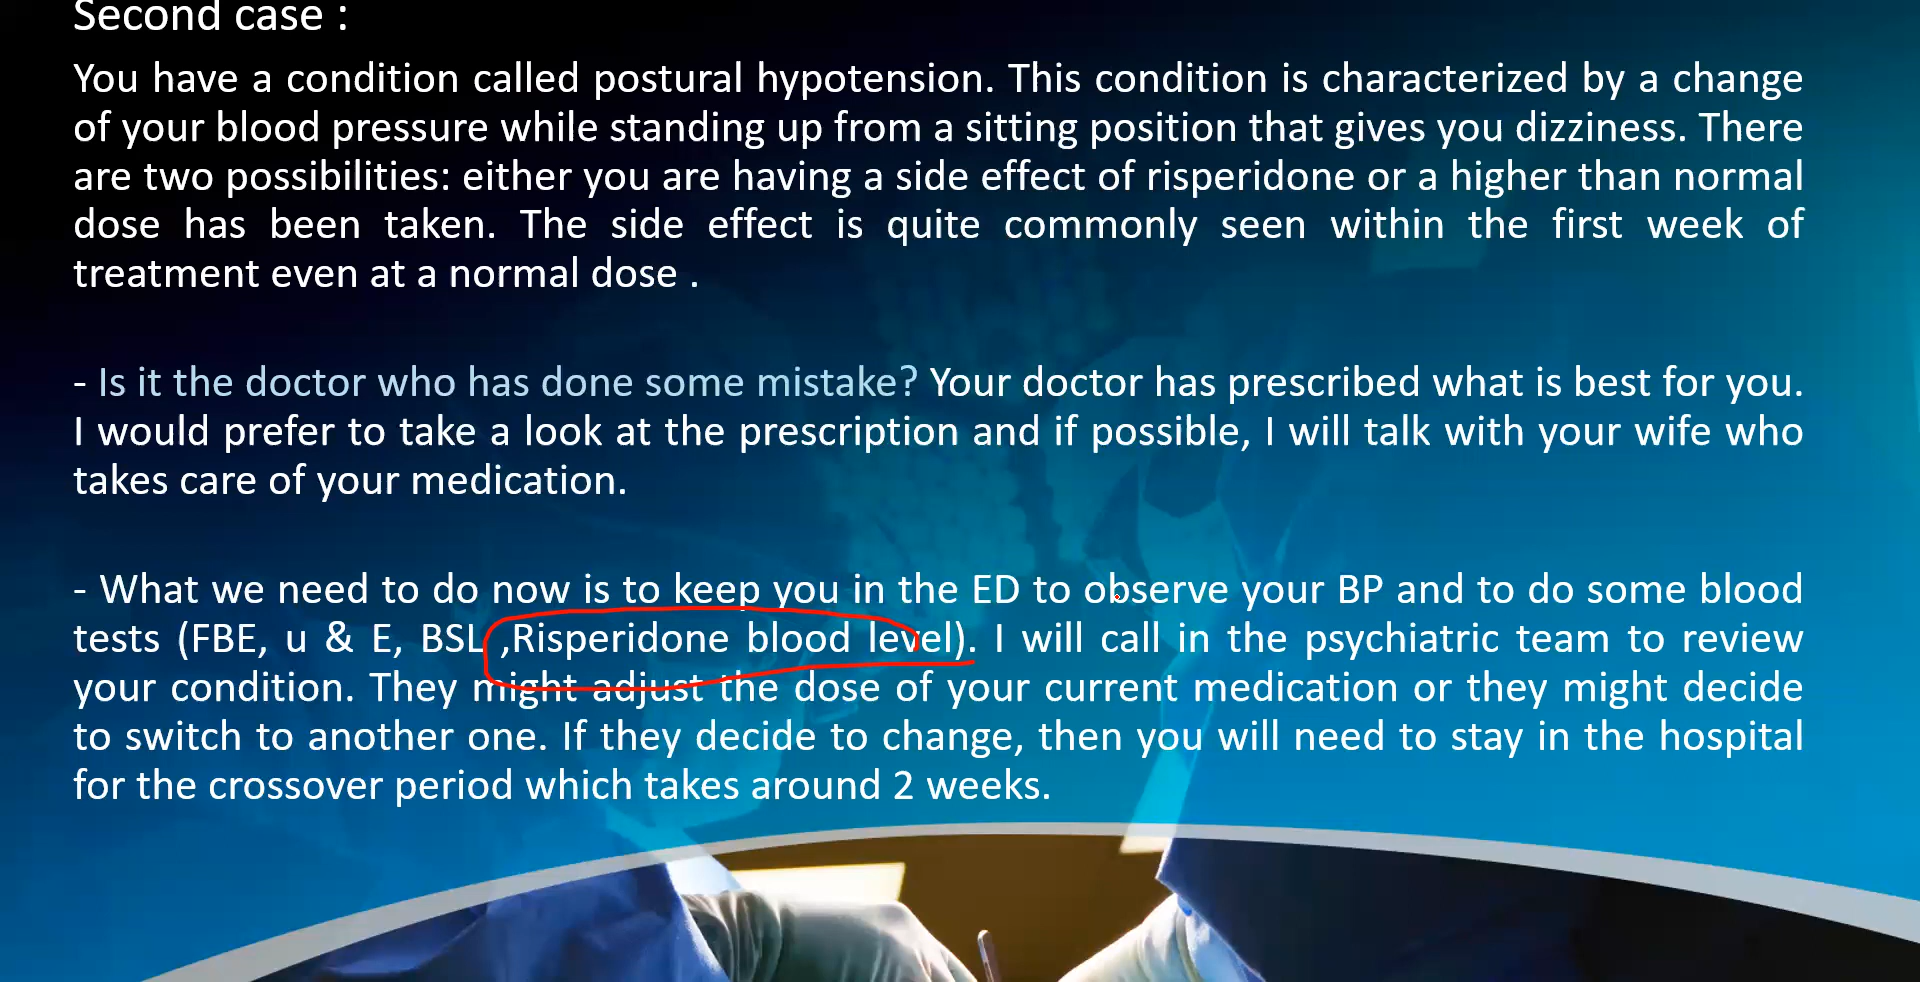 Second case :
You have a condition called postural hypotension. This condition is characterized by a change
of your blood pressure while standing up from a sitting position that gives you dizziness. There
are two possibilities: either you are having a side effect of risperidone or a higher than normal
dose has been taken. The side effect is quite commonly seen within the first week of
treatment even at a normal dose .
- Is it the doctor who has done some mistake? Your doctor has prescribed what is best for you.
I would prefer to take a look at the prescription and if possible, I will talk with your wife who
takes care of your medication.
- What we need to do now is to keep you in the ED to observe your BP and to do some blood
tests (FBE, u & E, BSL ,Risperidone blood level). I will call in the psychiatric team to review
your condition. They might adjust the dose of your current medication or they might decide
to switch to another one. If they decide to change, then you will need to stay in the hospital
for the crossover period which takes around 2 weeks.